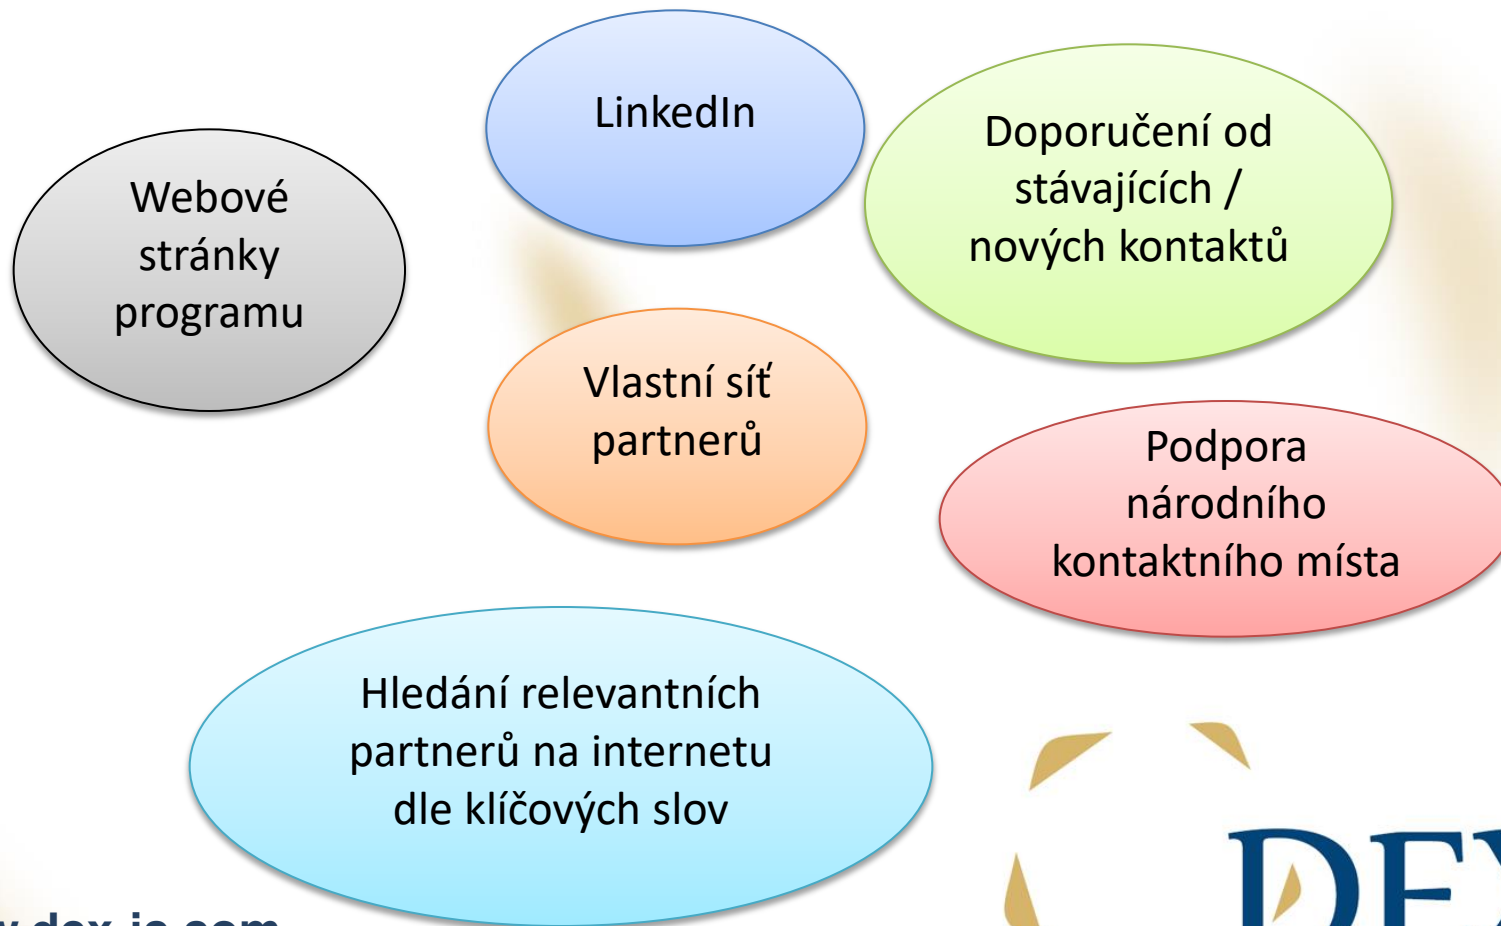 LinkedIn
Doporučení od
stávajících /
nových kontaktů
Webové
stránky
programu
Vlastní síť
partnerů
Podpora
národního
kontaktního místa
Hledání relevantních
partnerů na internetu
dle klíčových slov
DEX